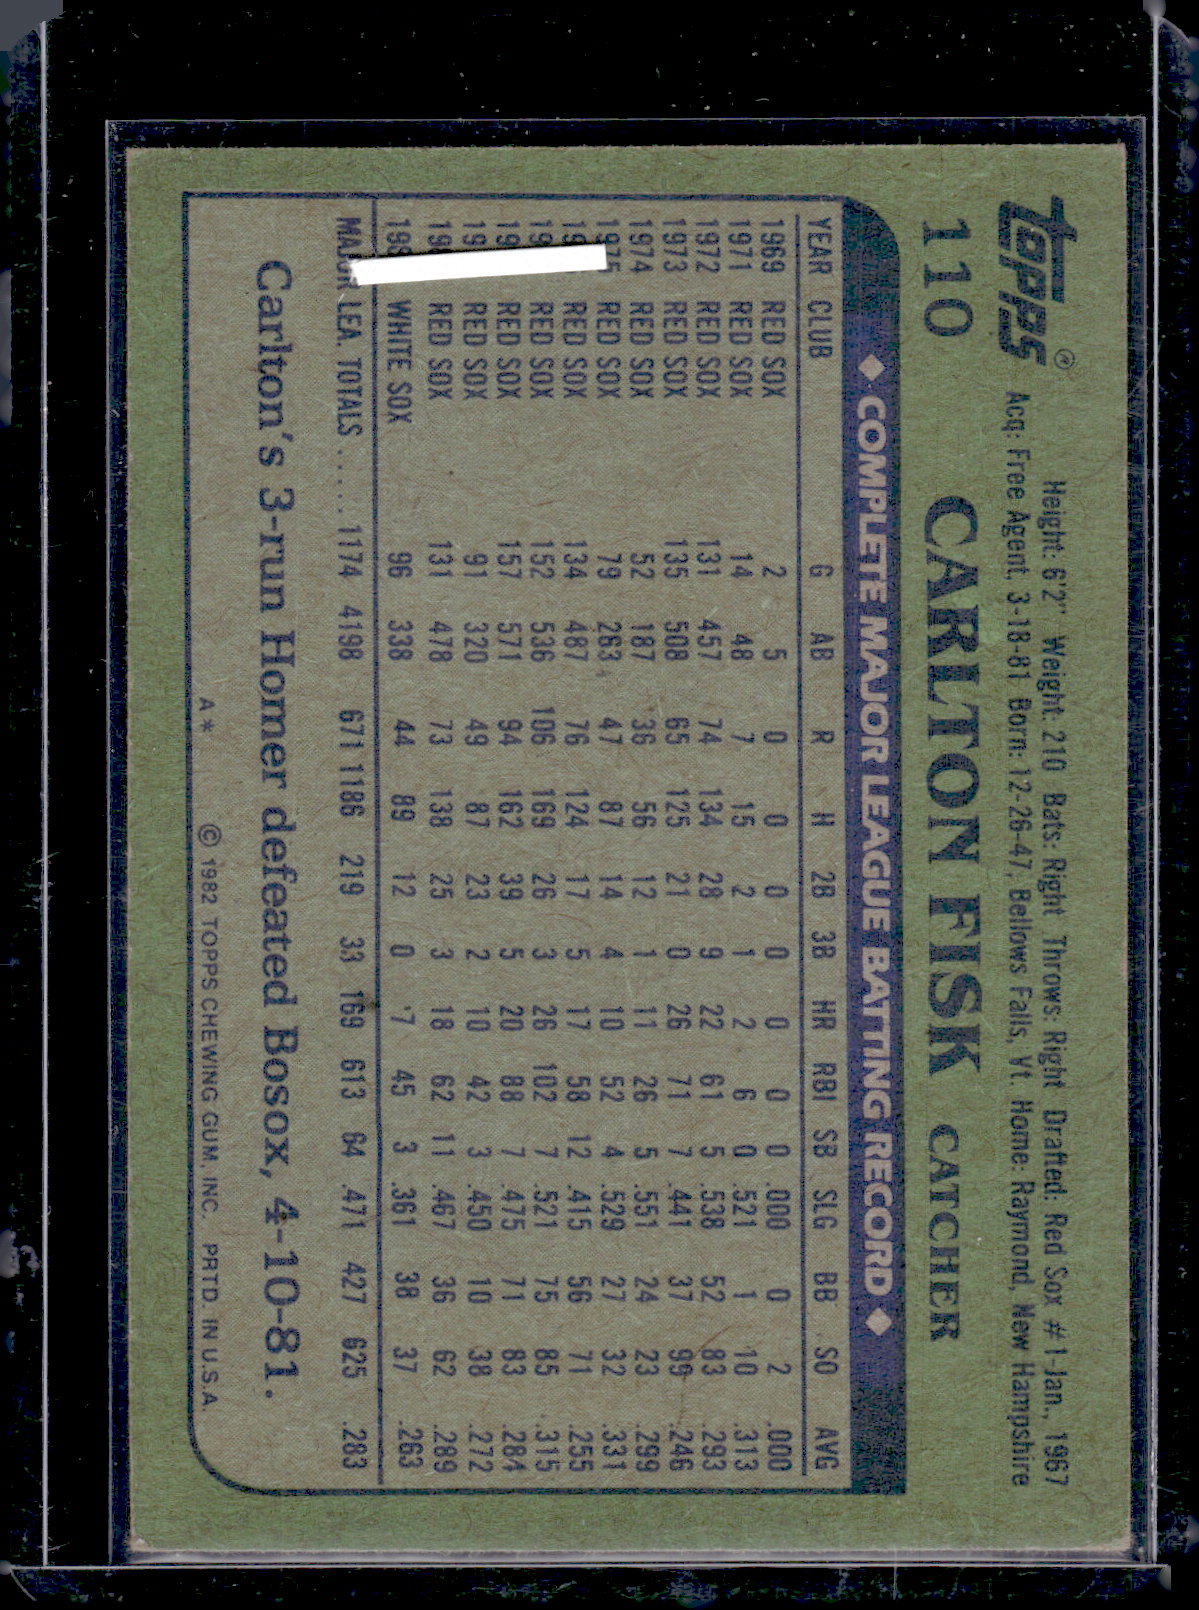 TOPPS®
Height: 6'2" Weight: 210 Bats: Right Throws: Right Drafted: Red Sox #1-Jan., 1967
Acq: Free Agent, 3-18-81 Born: 12-26-47, Bellows Falls, Vt. Home: Raymond, New Hampshire
110 CARLTON FISK CATCHER
◆ COMPLETE MAJOR LEAGUE BATTING RECORD ◆
YEAR CLUB G AB R H 2B 3B HR RBI SB SLG BB SO AVG
1969 RED SOX 2 5 0 0 0 0 0 0 0 .000 0 2 .000
1971 RED SOX 14 48 7 15 2 1 2 6 0 .521 1 10 .313
1972 RED SOX 131 457 74 134 28 9 22 61 5 .538 52 83 .293
1973 RED SOX 135 508 65 125 21 0 26 71 7 .441 37 99 .246
1974 RED SOX 52 187 36 56 12 1 11 26 5 .551 24 23 .299
1975 RED SOX 79 263 47 87 14 4 10 52 4 .529 27 32 .331
RED SOX 134 487 76 124 17 5 17 58 12 .415 56 71 .255
RED SOX 152 536 106 169 26 3 26 102 7 .521 75 85 .315
RED SOX 157 571 94 162 39 5 20 88 7 .475 71 83 .284
RED SOX 91 320 49 87 23 2 10 42 3 .450 10 38 .272
RED SOX 131 478 73 138 25 3 18 62 11 .467 36 62 .289
WHITE SOX 96 338 44 89 12 0 7 45 3 .361 38 37 .263
MAJOR LEA. TOTALS ..... 1174 4198 671 1186 219 33 169 613 64 .471 427 625 .283
Carlton's 3-run Homer defeated Bosox, 4-10-81.
A* © 1982 TOPPS CHEWING GUM, INC. PRTD. IN U.S.A.